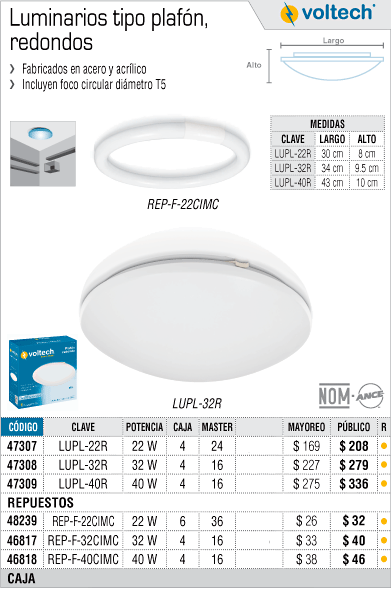 Luminarios tipo plafón,
redondos
voltech®
› Fabricados en acero y acrílico
› Incluyen foco circular diámetro T5
Largo
Alto
MEDIDAS
CLAVE LARGO ALTO
LUPL-22R 30 cm 8 cm
LUPL-32R 34 cm 9.5 cm
LUPL-40R 43 cm 10 cm
REP-F-22CIMC
voltech
LUPL-32R
NOM-ANCE
CÓDIGO CLAVE POTENCIA CAJA MASTER MAYOREO PÚBLICO R
47307 LUPL-22R 22 W 4 24 $ 169 $ 208
47308 LUPL-32R 32 W 4 16 $ 227 $ 279
47309 LUPL-40R 40 W 4 16 $ 275 $ 336
REPUESTOS
48239 REP-F-22CIMC 22 W 6 36 $ 26 $ 32
46817 REP-F-32CIMC 32 W 4 16 $ 33 $ 40
46818 REP-F-40CIMC 40 W 4 16 $ 38 $ 46
CAJA